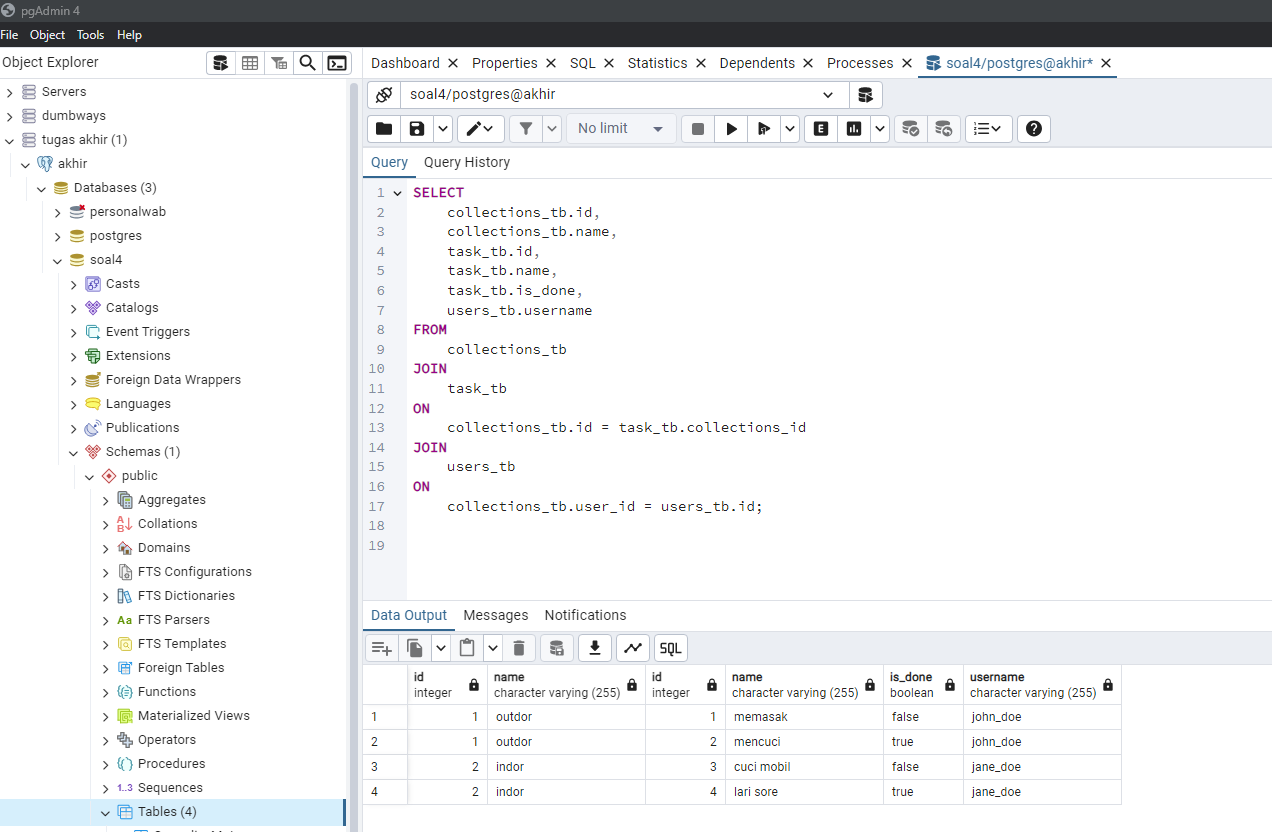 pgAdmin 4
File Object Tools Help
Object Explorer
Dashboard Properties SQL Statistics Dependents Processes soal4/postgres@akhir*
Servers
dumbways
tugas akhir (1)
akhir
Databases (3)
personalwab
postgres
soal4
Casts
Catalogs
Event Triggers
Extensions
Foreign Data Wrappers
Languages
Publications
Schemas (1)
public
Aggregates
Collations
Domains
FTS Configurations
FTS Dictionaries
Aa FTS Parsers
FTS Templates
Foreign Tables
Functions
Materialized Views
Operators
Procedures
1..3 Sequences
Tables (4)
soal4/postgres@akhir
No limit
E
Query Query History
1 SELECT
2 collections_tb.id,
3 collections_tb.name,
4 task_tb.id,
5 task_tb.name,
6 task_tb.is_done,
7 users_tb.username
8 FROM
9 collections_tb
10 JOIN
11 task_tb
12 ON
13 collections_tb.id = task_tb.collections_id
14 JOIN
15 users_tb
16 ON
17 collections_tb.user_id = users_tb.id;
18
19
Data Output Messages Notifications
SQL
id name id name is_done username
integer character varying (255) integer character varying (255) boolean character varying (255)
1 1 outdor 1 memasak false john_doe
2 1 outdor 2 mencuci true john_doe
3 2 indor 3 cuci mobil false jane_doe
4 2 indor 4 lari sore true jane_doe